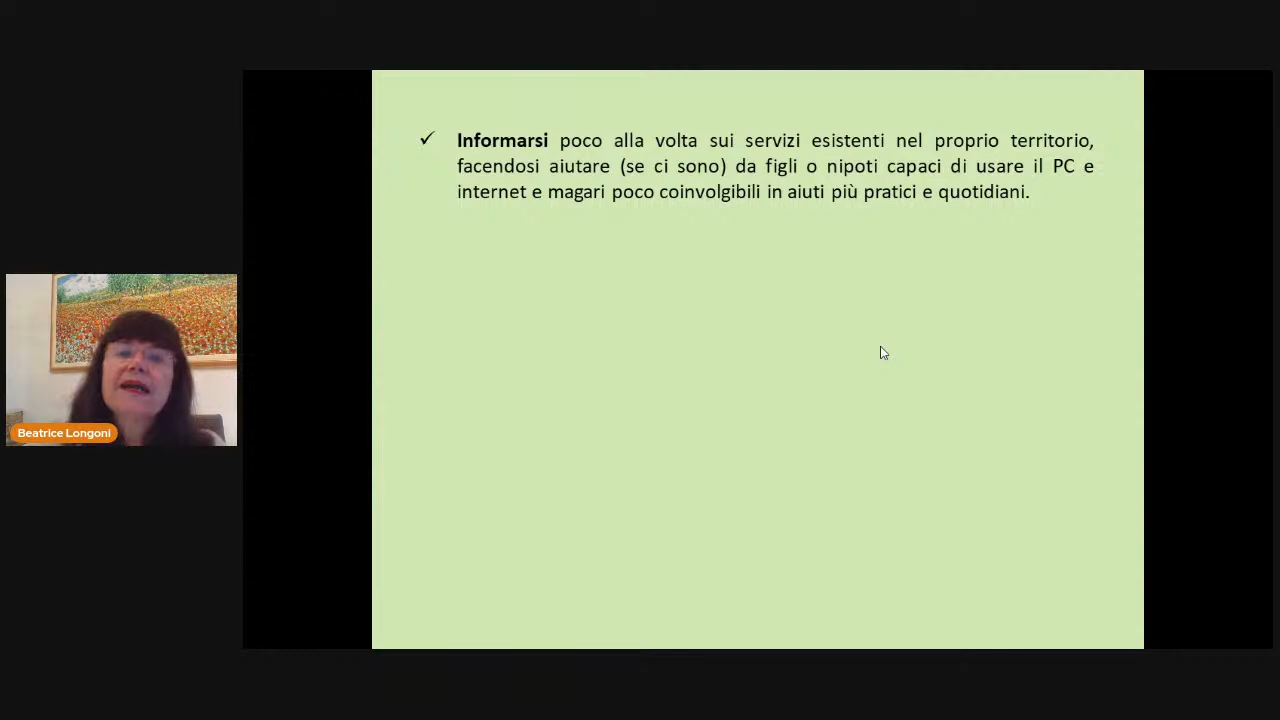 ✓ Informarsi poco alla volta sui servizi esistenti nel proprio territorio,
facendosi aiutare (se ci sono) da figli o nipoti capaci di usare il PC e
internet e magari poco coinvolgibili in aiuti più pratici e quotidiani.
Beatrice Longoni